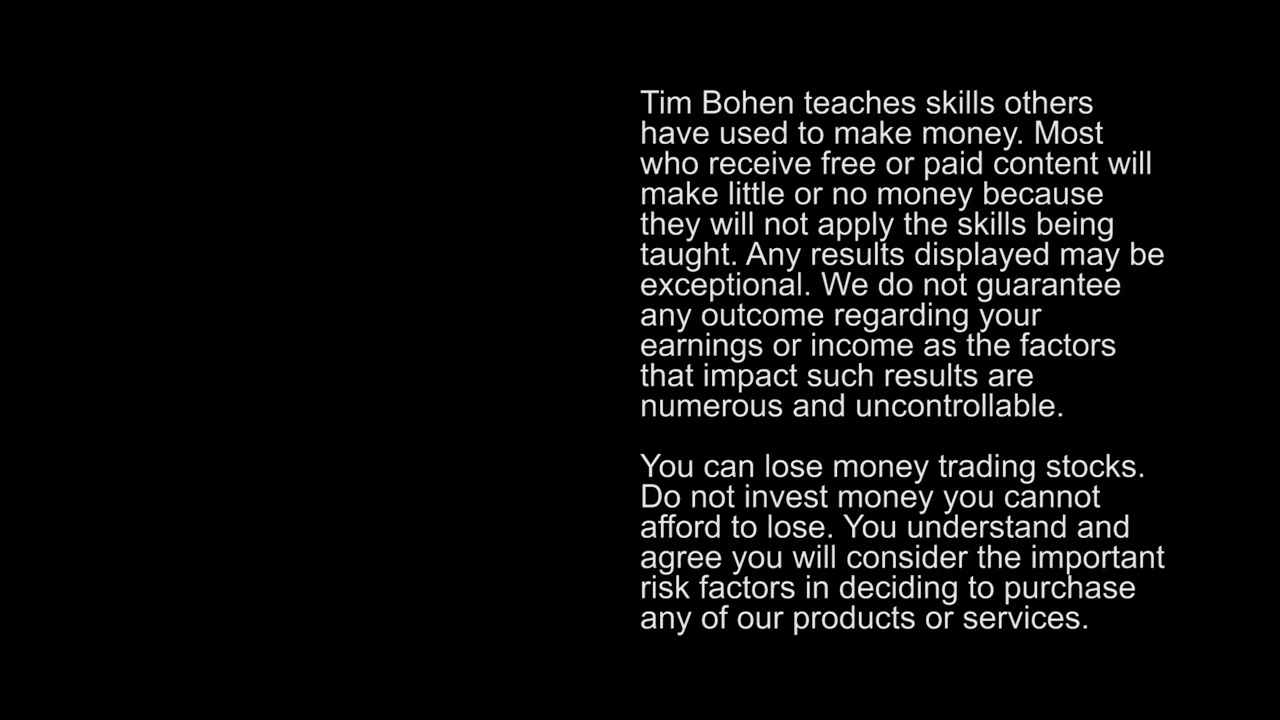 Tim Bohen teaches skills others
have used to make money. Most
who receive free or paid content will
make little or no money because
they will not apply the skills being
taught. Any results displayed may be
exceptional. We do not guarantee
any outcome regarding your
earnings or income as the factors
that impact such results are
numerous and uncontrollable.
You can lose money trading stocks.
Do not invest money you cannot
afford to lose. You understand and
agree you will consider the important
risk factors in deciding to purchase
any of our products or services.